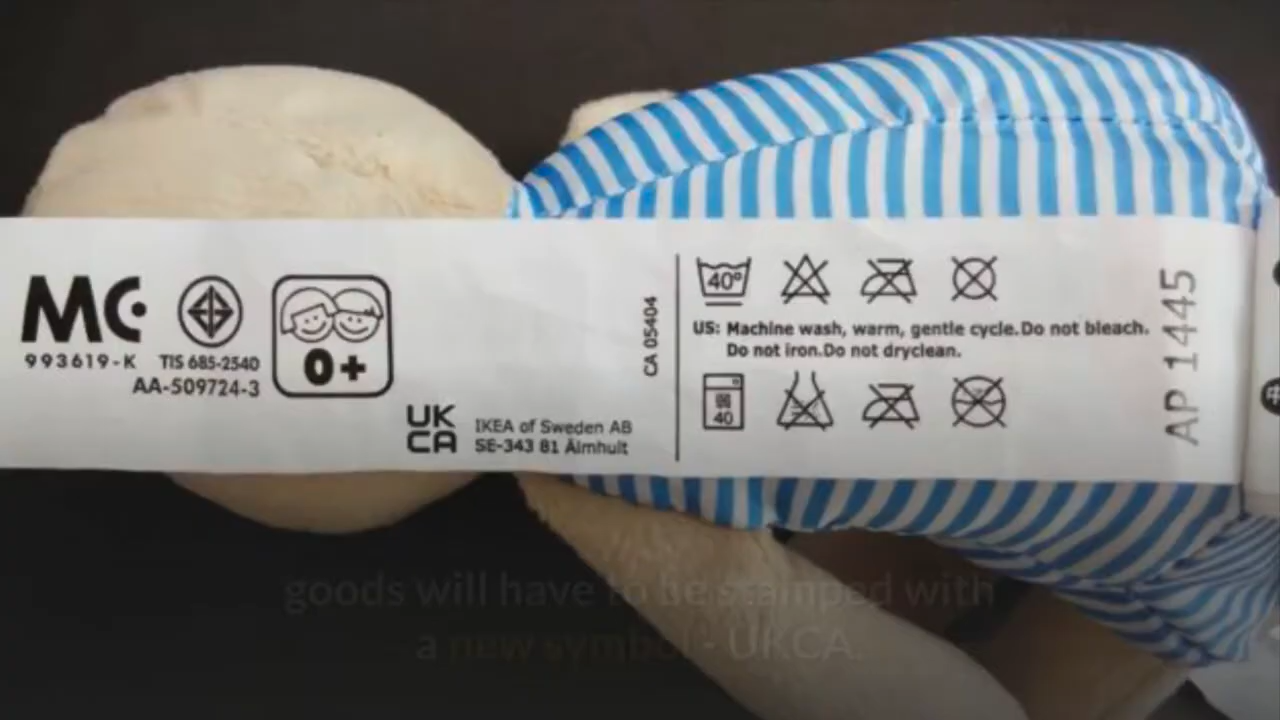 MC
993619-K
TIS 685-2540
AA-509724-3
0+
UK
CA
IKEA of Sweden AB
SE-343 81 Älmhult
CA 05404
40°
US: Machine wash, warm, gentle cycle.Do not bleach.
Do not iron.Do not dryclean.
40
AP 1445
goods will have to be stamped with
a new symbol - UKCA.